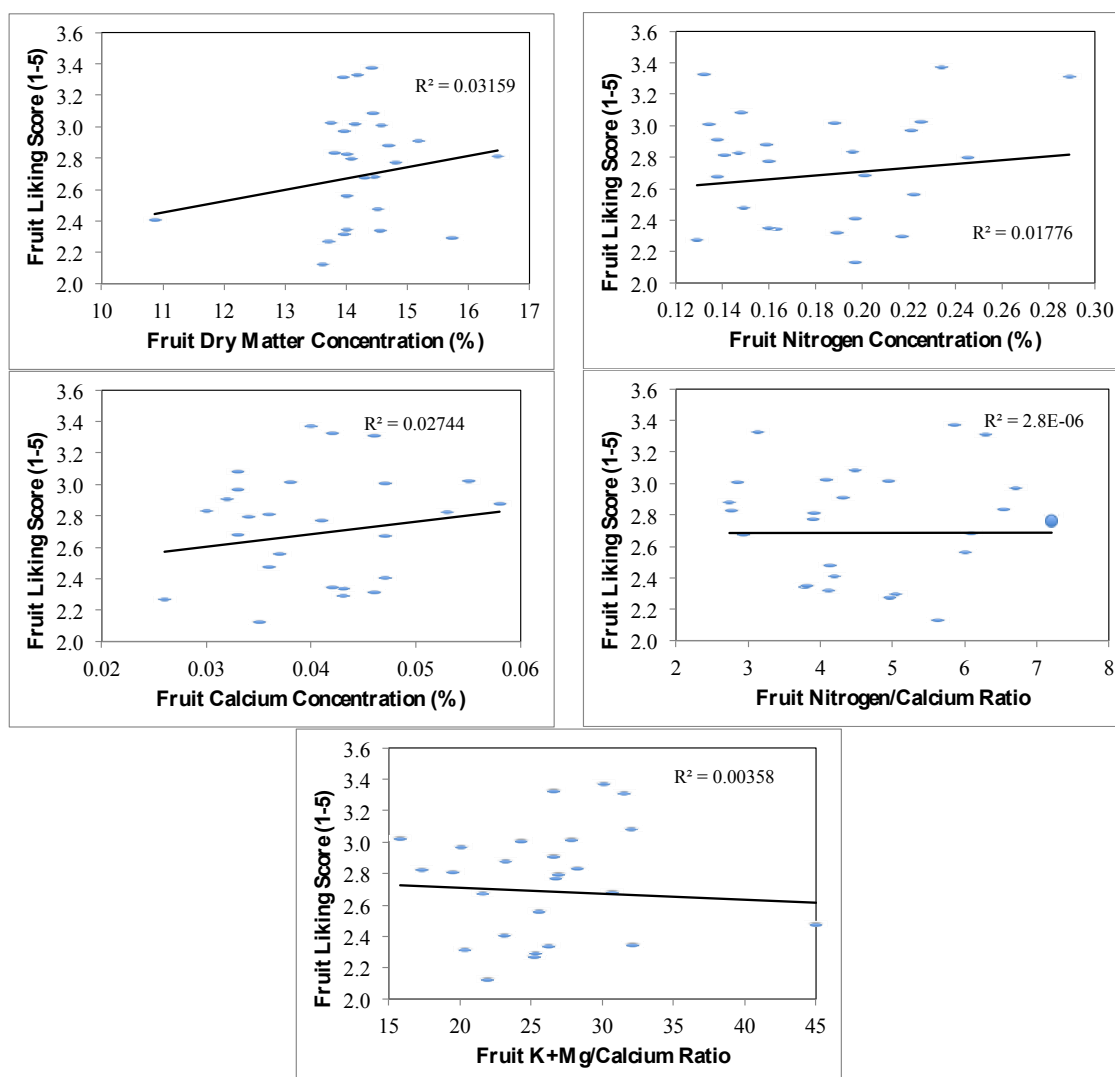 3.6
3.4
3.2
3.0
2.8
2.6
2.4
2.2
2.0
Fruit Liking Score (1-5)
R² = 0.03159
10 11 12 13 14 15 16 17
Fruit Dry Matter Concentration (%)
3.6
3.4
3.2
3.0
2.8
2.6
2.4
2.2
2.0
Fruit Liking Score (1-5)
R² = 0.01776
0.12 0.14 0.16 0.18 0.20 0.22 0.24 0.26 0.28 0.30
Fruit Nitrogen Concentration (%)
3.6
3.4
3.2
3.0
2.8
2.6
2.4
2.2
2.0
Fruit Liking Score (1-5)
R² = 0.02744
0.02 0.03 0.04 0.05 0.06
Fruit Calcium Concentration (%)
3.6
3.4
3.2
3.0
2.8
2.6
2.4
2.2
2.0
Fruit Liking Score (1-5)
R² = 2.8E-06
2 3 4 5 6 7 8
Fruit Nitrogen/Calcium Ratio
3.6
3.4
3.2
3.0
2.8
2.6
2.4
2.2
2.0
Fruit Liking Score (1-5)
R² = 0.00358
15 20 25 30 35 40 45
Fruit K+Mg/Calcium Ratio